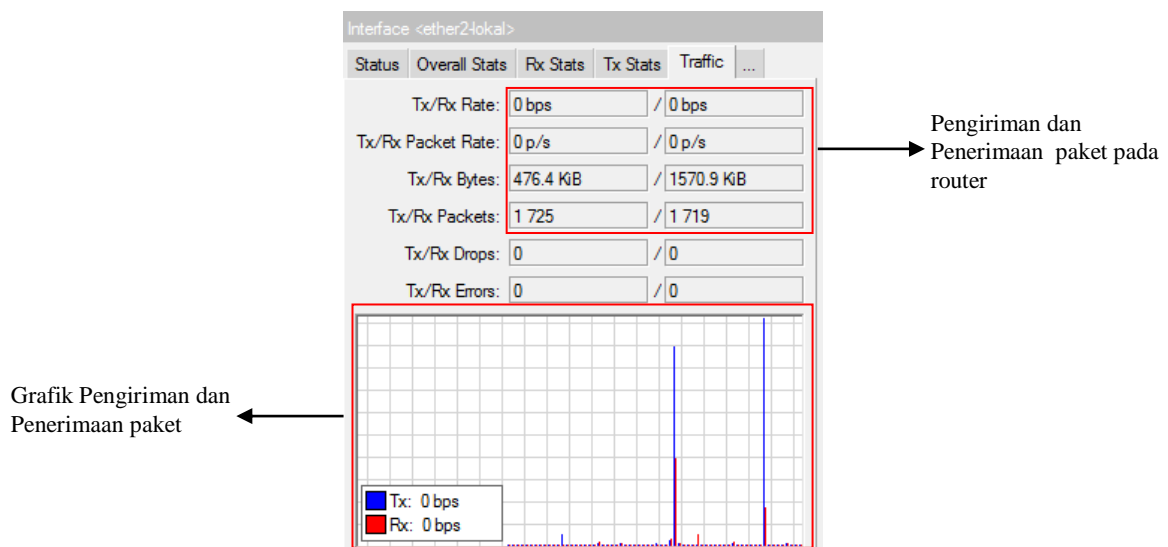 Interface <ether2-lokal>
Status Overall Stats Rx Stats Tx Stats Traffic ...
Tx/Rx Rate: 0 bps / 0 bps
Tx/Rx Packet Rate: 0 p/s / 0 p/s
Tx/Rx Bytes: 476.4 KiB / 1570.9 KiB
Tx/Rx Packets: 1 725 / 1 719
Tx/Rx Drops: 0 / 0
Tx/Rx Errors: 0 / 0
Pengiriman dan
Penerimaan paket pada
router
Grafik Pengiriman dan
Penerimaan paket
Tx: 0 bps
Rx: 0 bps